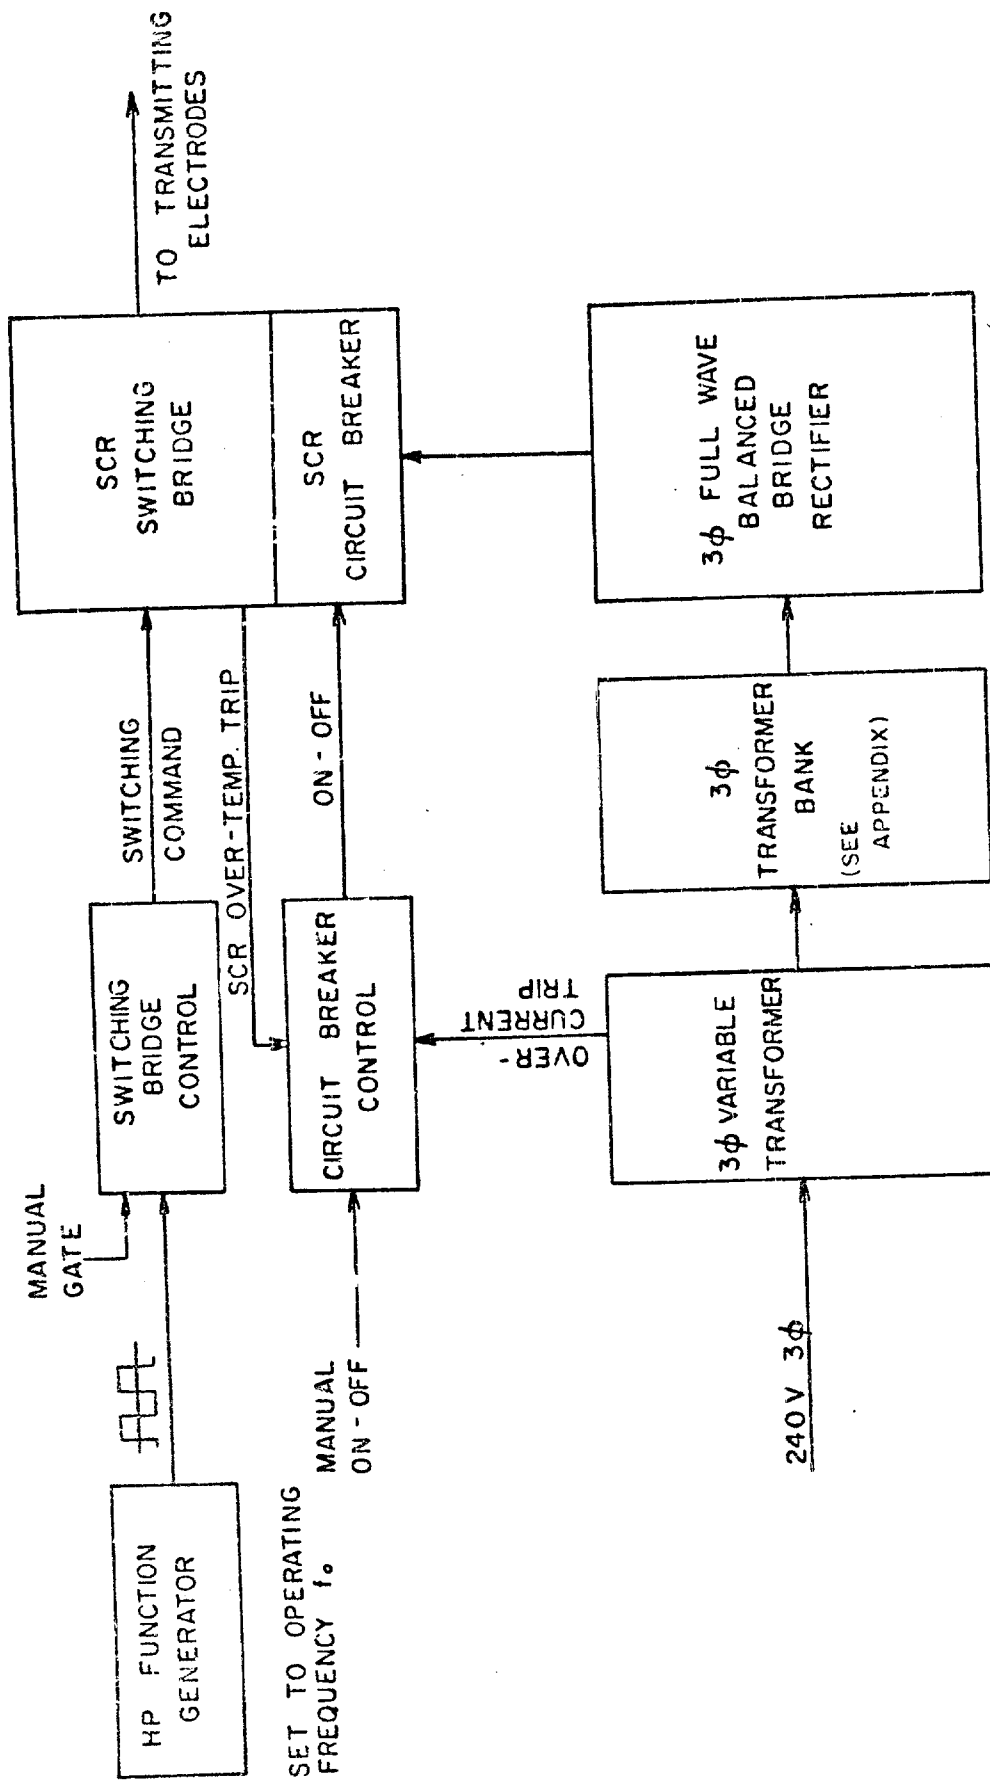 HP FUNCTION
GENERATOR
SET TO OPERATING
FREQUENCY fo
MANUAL
GATE
SWITCHING
BRIDGE
CONTROL
SWITCHING
COMMAND
SCR
SWITCHING
BRIDGE
TO TRANSMITTING
ELECTRODES
SCR OVER-TEMP. TRIP
MANUAL
ON-OFF
CIRCUIT BREAKER
CONTROL
ON-OFF
SCR
CIRCUIT BREAKER
OVER-
CURRENT
TRIP
240V 3ϕ
3ϕ VARIABLE
TRANSFORMER
3ϕ
TRANSFORMER
BANK
(SEE
APPENDIX)
3ϕ FULL WAVE
BALANCED
BRIDGE
RECTIFIER